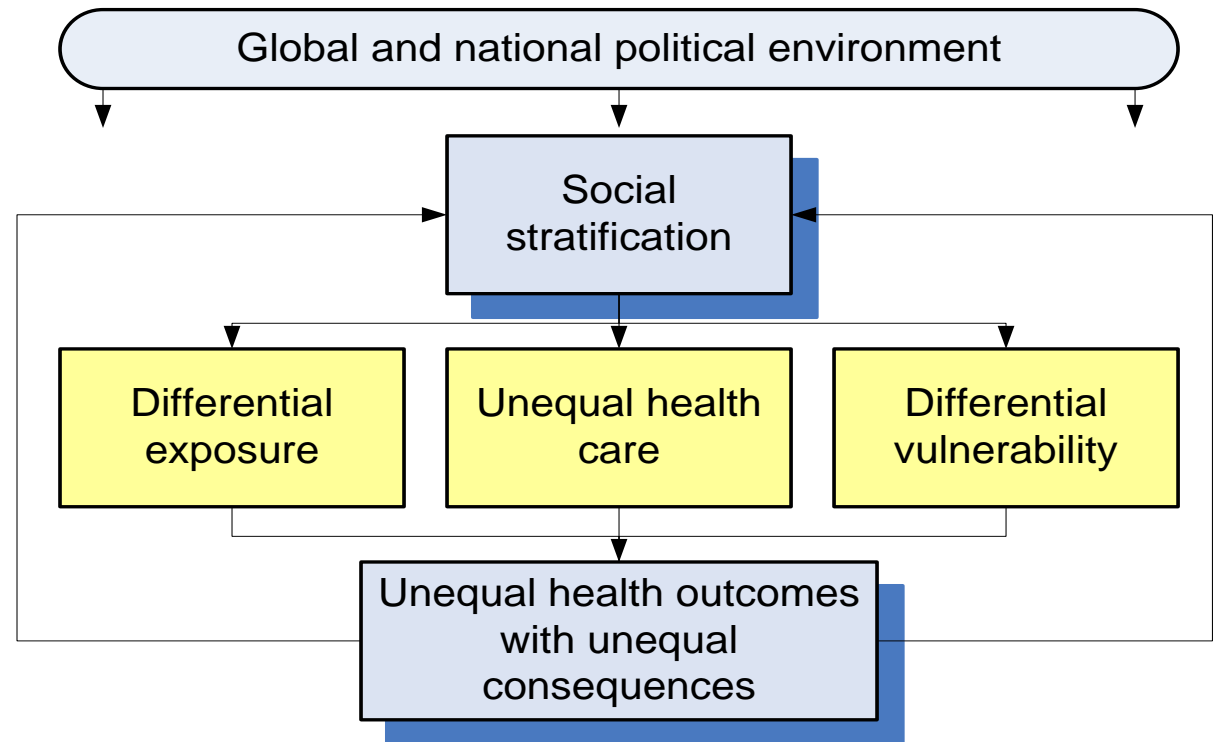 Global and national political environment
Social
stratification
Differential
exposure
Unequal health
care
Differential
vulnerability
Unequal health outcomes
with unequal
consequences